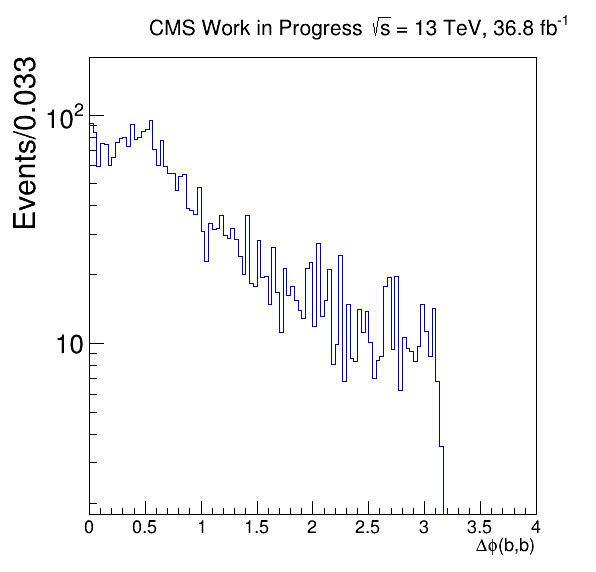 CMS Work in Progress √s = 13 TeV, 36.8 fb⁻¹
Events/0.033
10²
10
0 0.5 1 1.5 2 2.5 3 3.5 4
Δϕ(b,b)